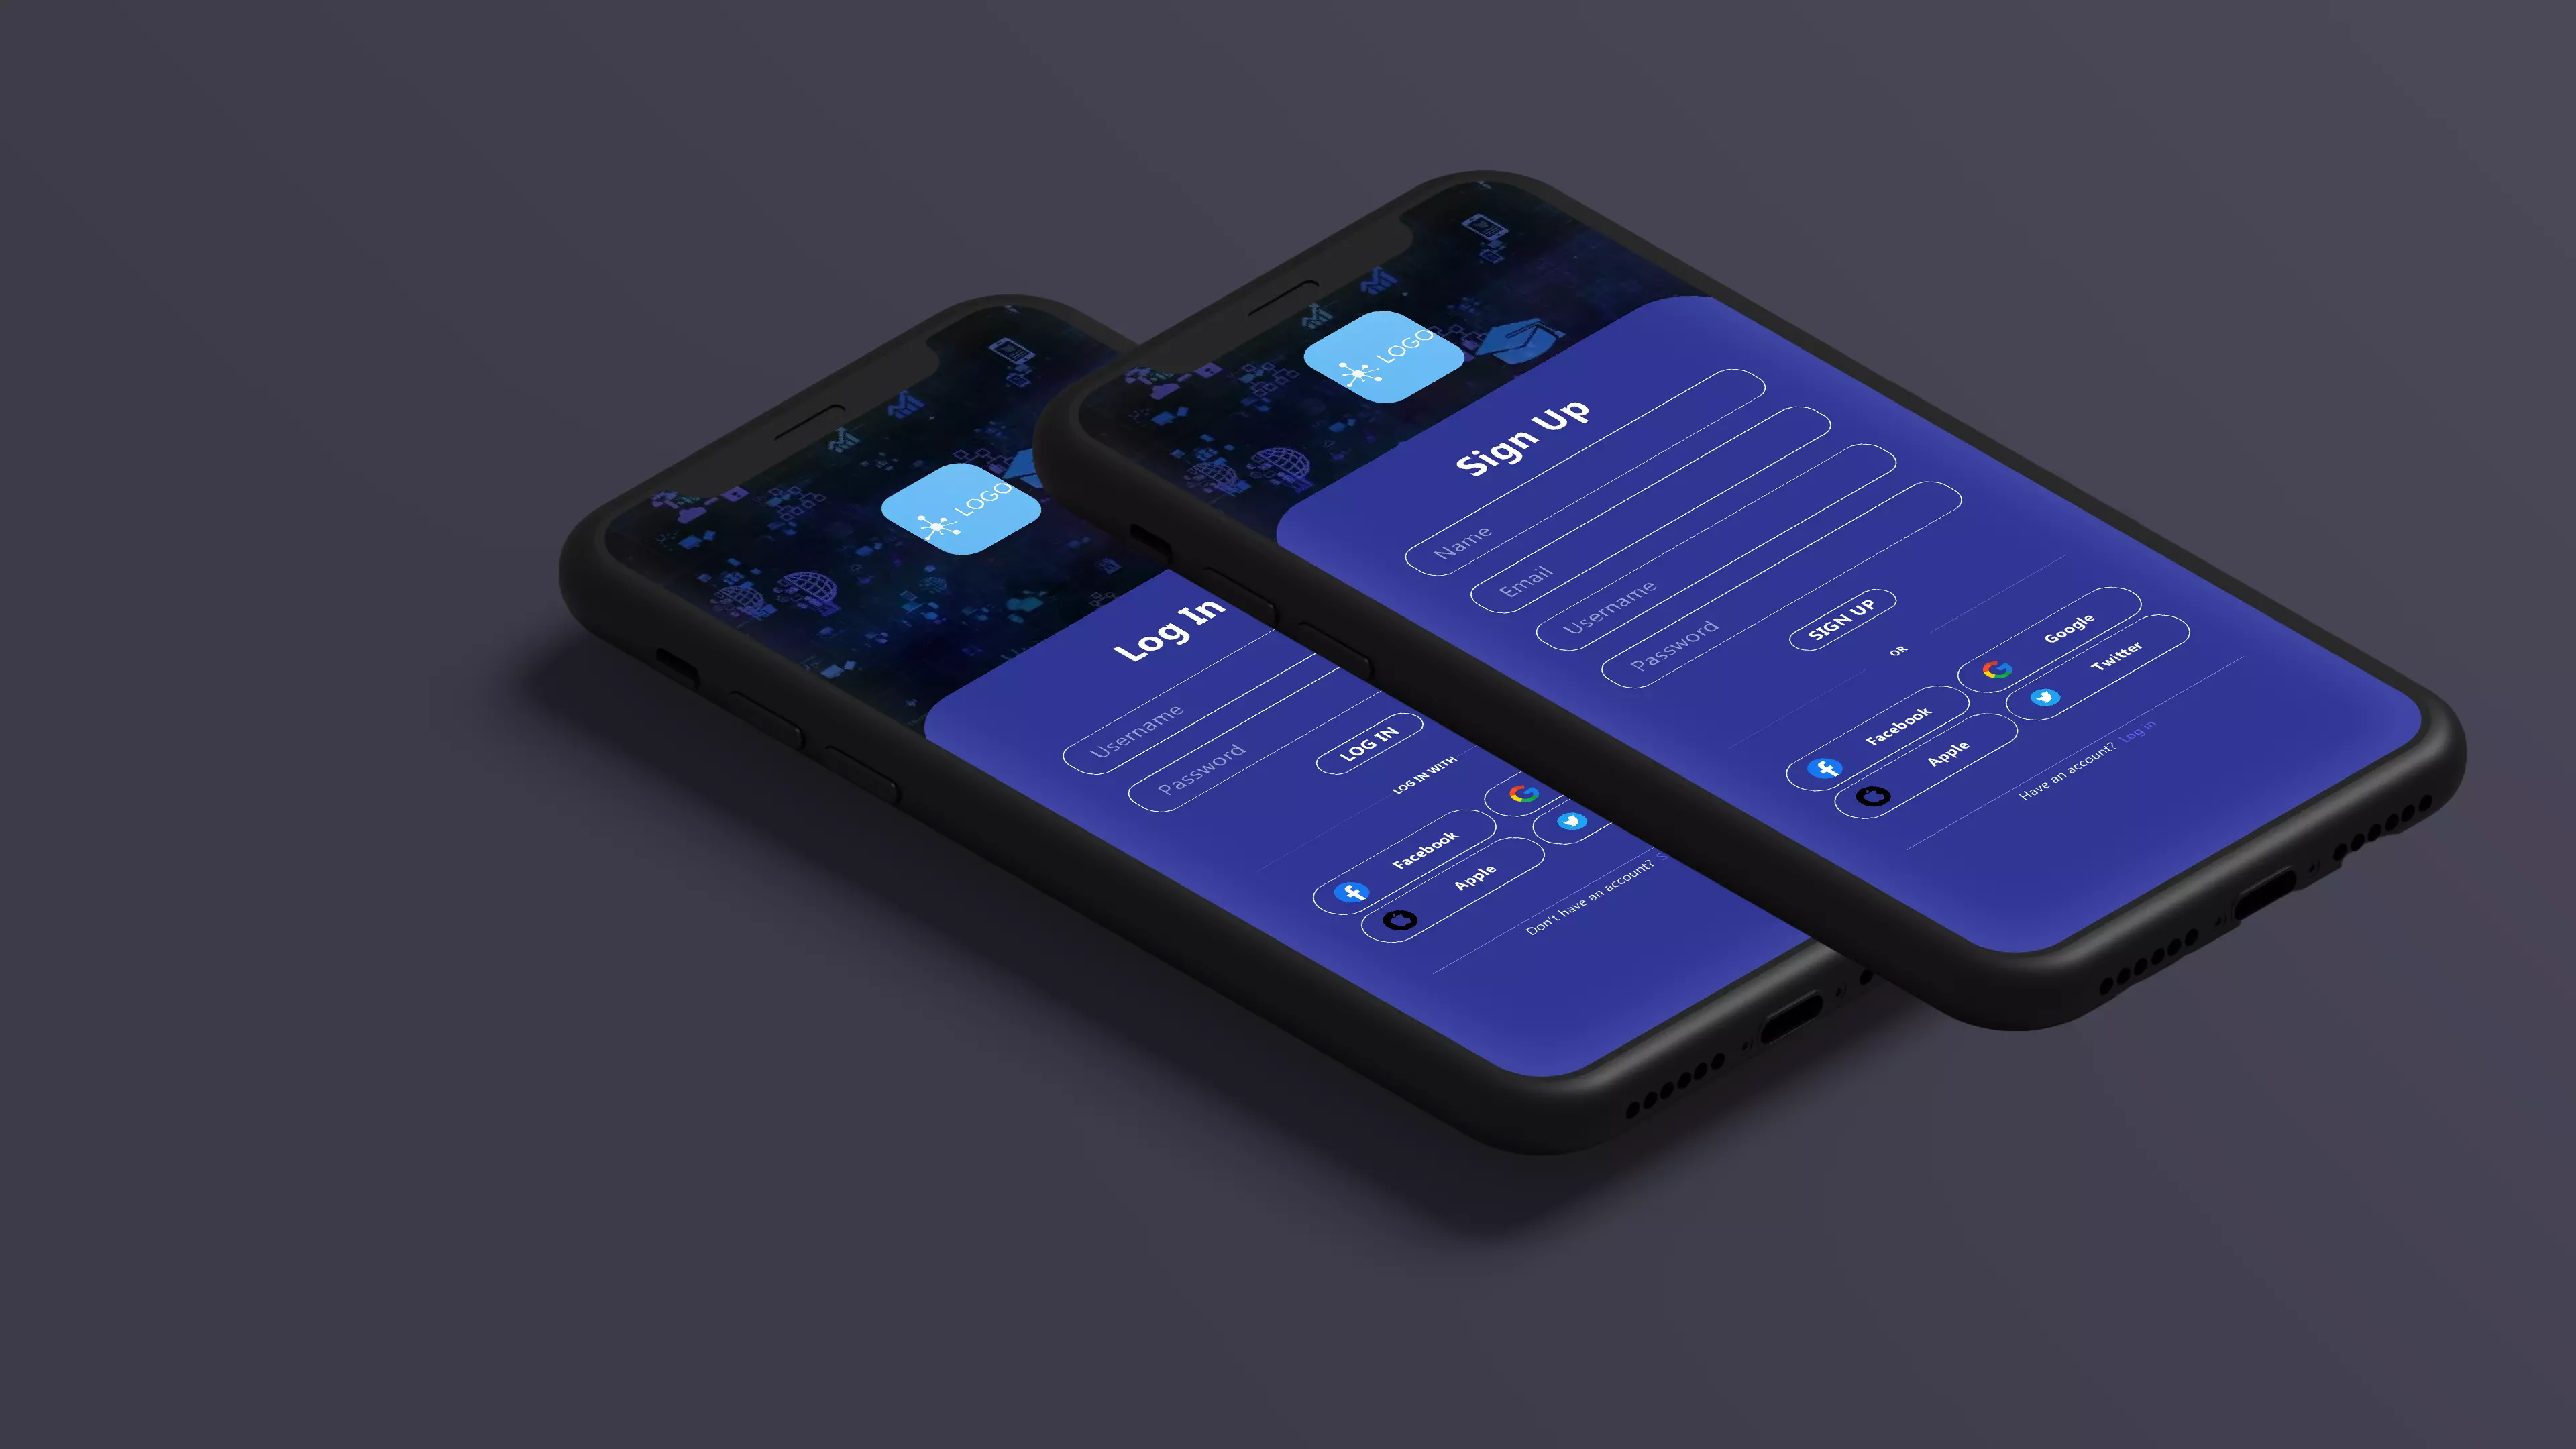 LOGO
Log In
Username
Password
LOG IN
LOG IN WITH
Facebook
Apple
Don't have an account?
LOGO
Sign Up
Name
Email
Username
Password
SIGN UP
OR
Facebook
Google
Apple
Twitter
Have an account? Log in